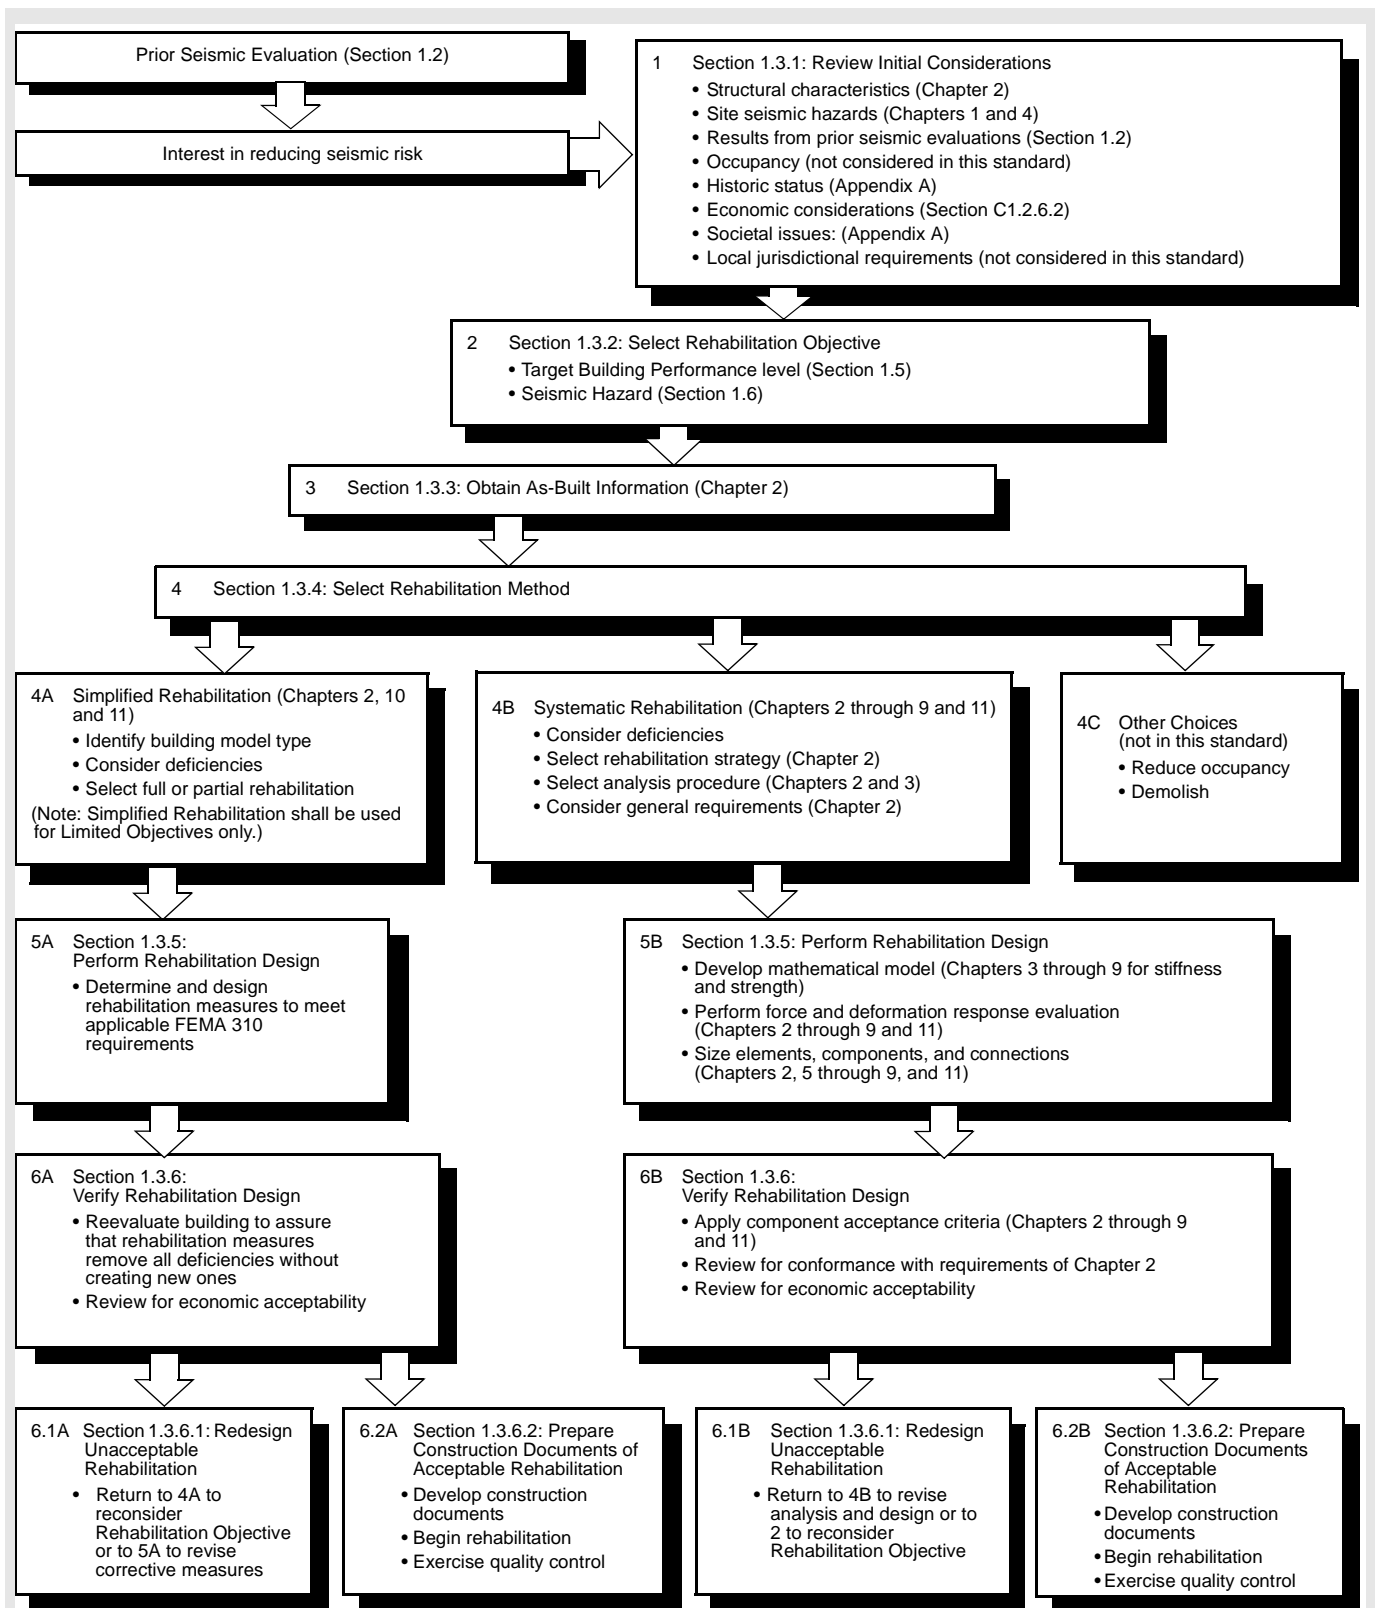 Prior Seismic Evaluation (Section 1.2)
Interest in reducing seismic risk
1 Section 1.3.1: Review Initial Considerations
• Structural characteristics (Chapter 2)
• Site seismic hazards (Chapters 1 and 4)
• Results from prior seismic evaluations (Section 1.2)
• Occupancy (not considered in this standard)
• Historic status (Appendix A)
• Economic considerations (Section C1.2.6.2)
• Societal issues: (Appendix A)
• Local jurisdictional requirements (not considered in this standard)
2 Section 1.3.2: Select Rehabilitation Objective
• Target Building Performance level (Section 1.5)
• Seismic Hazard (Section 1.6)
3 Section 1.3.3: Obtain As-Built Information (Chapter 2)
4 Section 1.3.4: Select Rehabilitation Method
4A Simplified Rehabilitation (Chapters 2, 10
and 11)
• Identify building model type
• Consider deficiencies
• Select full or partial rehabilitation
(Note: Simplified Rehabilitation shall be used
for Limited Objectives only.)
4B Systematic Rehabilitation (Chapters 2 through 9 and 11)
• Consider deficiencies
• Select rehabilitation strategy (Chapter 2)
• Select analysis procedure (Chapters 2 and 3)
• Consider general requirements (Chapter 2)
4C Other Choices
(not in this standard)
• Reduce occupancy
• Demolish
5A Section 1.3.5:
Perform Rehabilitation Design
• Determine and design
rehabilitation measures to meet
applicable FEMA 310
requirements
5B Section 1.3.5: Perform Rehabilitation Design
• Develop mathematical model (Chapters 3 through 9 for stiffness
and strength)
• Perform force and deformation response evaluation
(Chapters 2 through 9 and 11)
• Size elements, components, and connections
(Chapters 2, 5 through 9, and 11)
6A Section 1.3.6:
Verify Rehabilitation Design
• Reevaluate building to assure
that rehabilitation measures
remove all deficiencies without
creating new ones
• Review for economic acceptability
6B Section 1.3.6:
Verify Rehabilitation Design
• Apply component acceptance criteria (Chapters 2 through 9
and 11)
• Review for conformance with requirements of Chapter 2
• Review for economic acceptability
6.1A Section 1.3.6.1: Redesign
Unacceptable
Rehabilitation
• Return to 4A to
reconsider
Rehabilitation Objective
or to 5A to revise
corrective measures
6.2A Section 1.3.6.2: Prepare
Construction Documents of
Acceptable Rehabilitation
• Develop construction
documents
• Begin rehabilitation
• Exercise quality control
6.1B Section 1.3.6.1: Redesign
Unacceptable
Rehabilitation
• Return to 4B to revise
analysis and design or to
2 to reconsider
Rehabilitation Objective
6.2B Section 1.3.6.2: Prepare
Construction Documents
of Acceptable
Rehabilitation
• Develop construction
documents
• Begin rehabilitation
• Exercise quality control